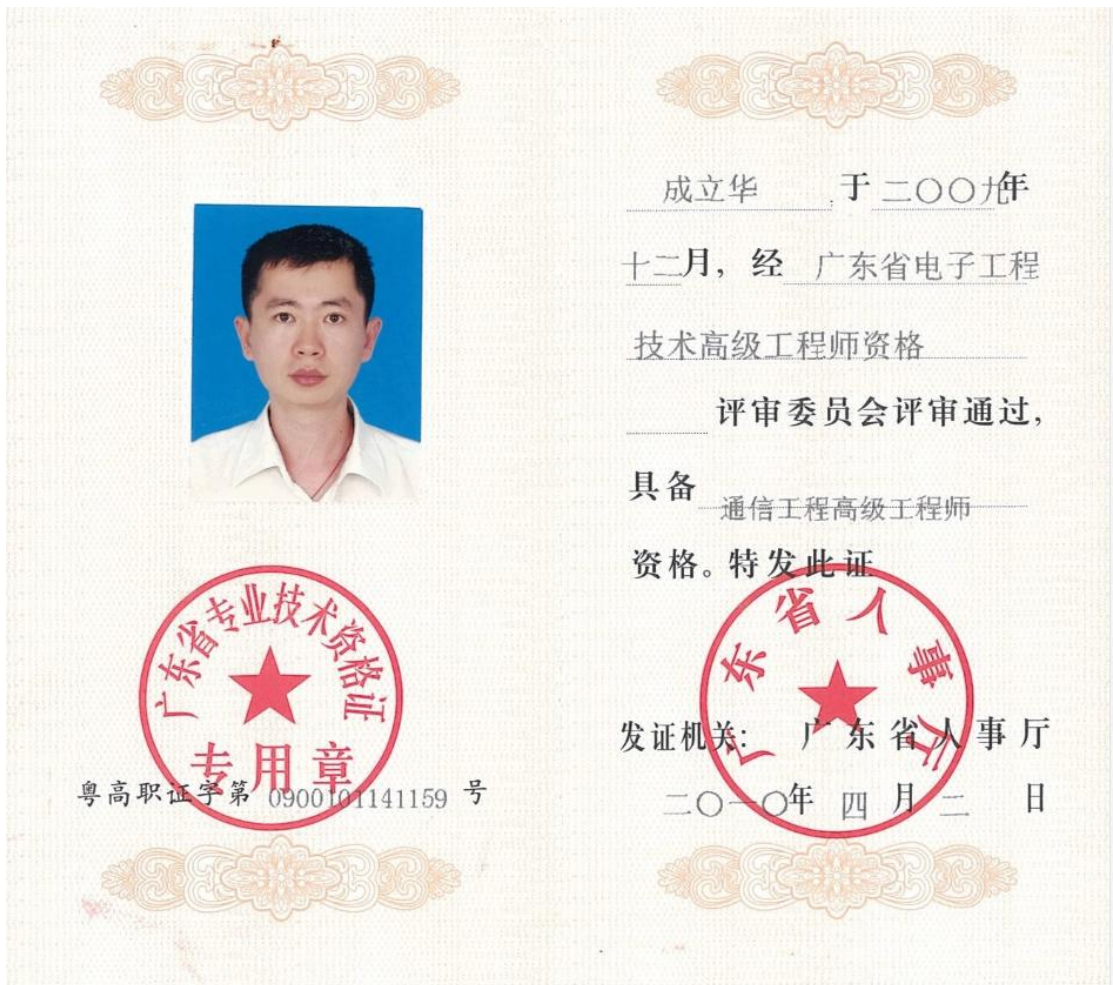 广东省专业技术资格证
专用章
粤高职证字第 0900101141159 号
成立华 于 二〇〇九年
十二月，经 广东省电子工程
技术高级工程师资格
评审委员会评审通过，
具备 通信工程高级工程师
资格。特发此证
广东省人事厅
发证机关： 广东省人事厅
二〇一〇年 四 月 二 日